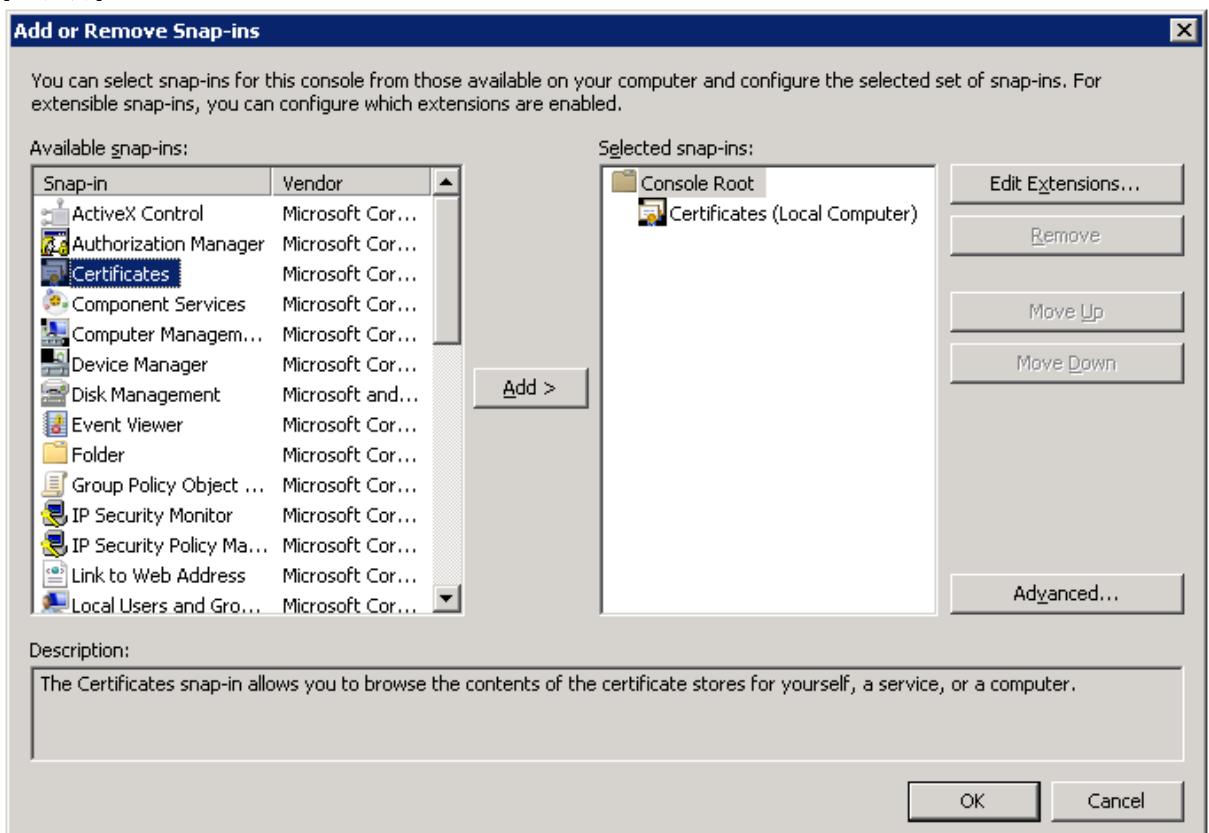 Add or Remove Snap-ins
You can select snap-ins for this console from those available on your computer and configure the selected set of snap-ins. For
extensible snap-ins, you can configure which extensions are enabled.
Available snap-ins:
Snap-in Vendor
ActiveX Control Microsoft Cor...
Authorization Manager Microsoft Cor...
Certificates Microsoft Cor...
Component Services Microsoft Cor...
Computer Managem... Microsoft Cor...
Device Manager Microsoft Cor...
Disk Management Microsoft and...
Event Viewer Microsoft Cor...
Folder Microsoft Cor...
Group Policy Object ... Microsoft Cor...
IP Security Monitor Microsoft Cor...
IP Security Policy Ma... Microsoft Cor...
Link to Web Address Microsoft Cor...
Local Users and Gro... Microsoft Cor...
Add >
Selected snap-ins:
Console Root
Certificates (Local Computer)
Edit Extensions...
Remove
Move Up
Move Down
Advanced...
Description:
The Certificates snap-in allows you to browse the contents of the certificate stores for yourself, a service, or a computer.
OK Cancel